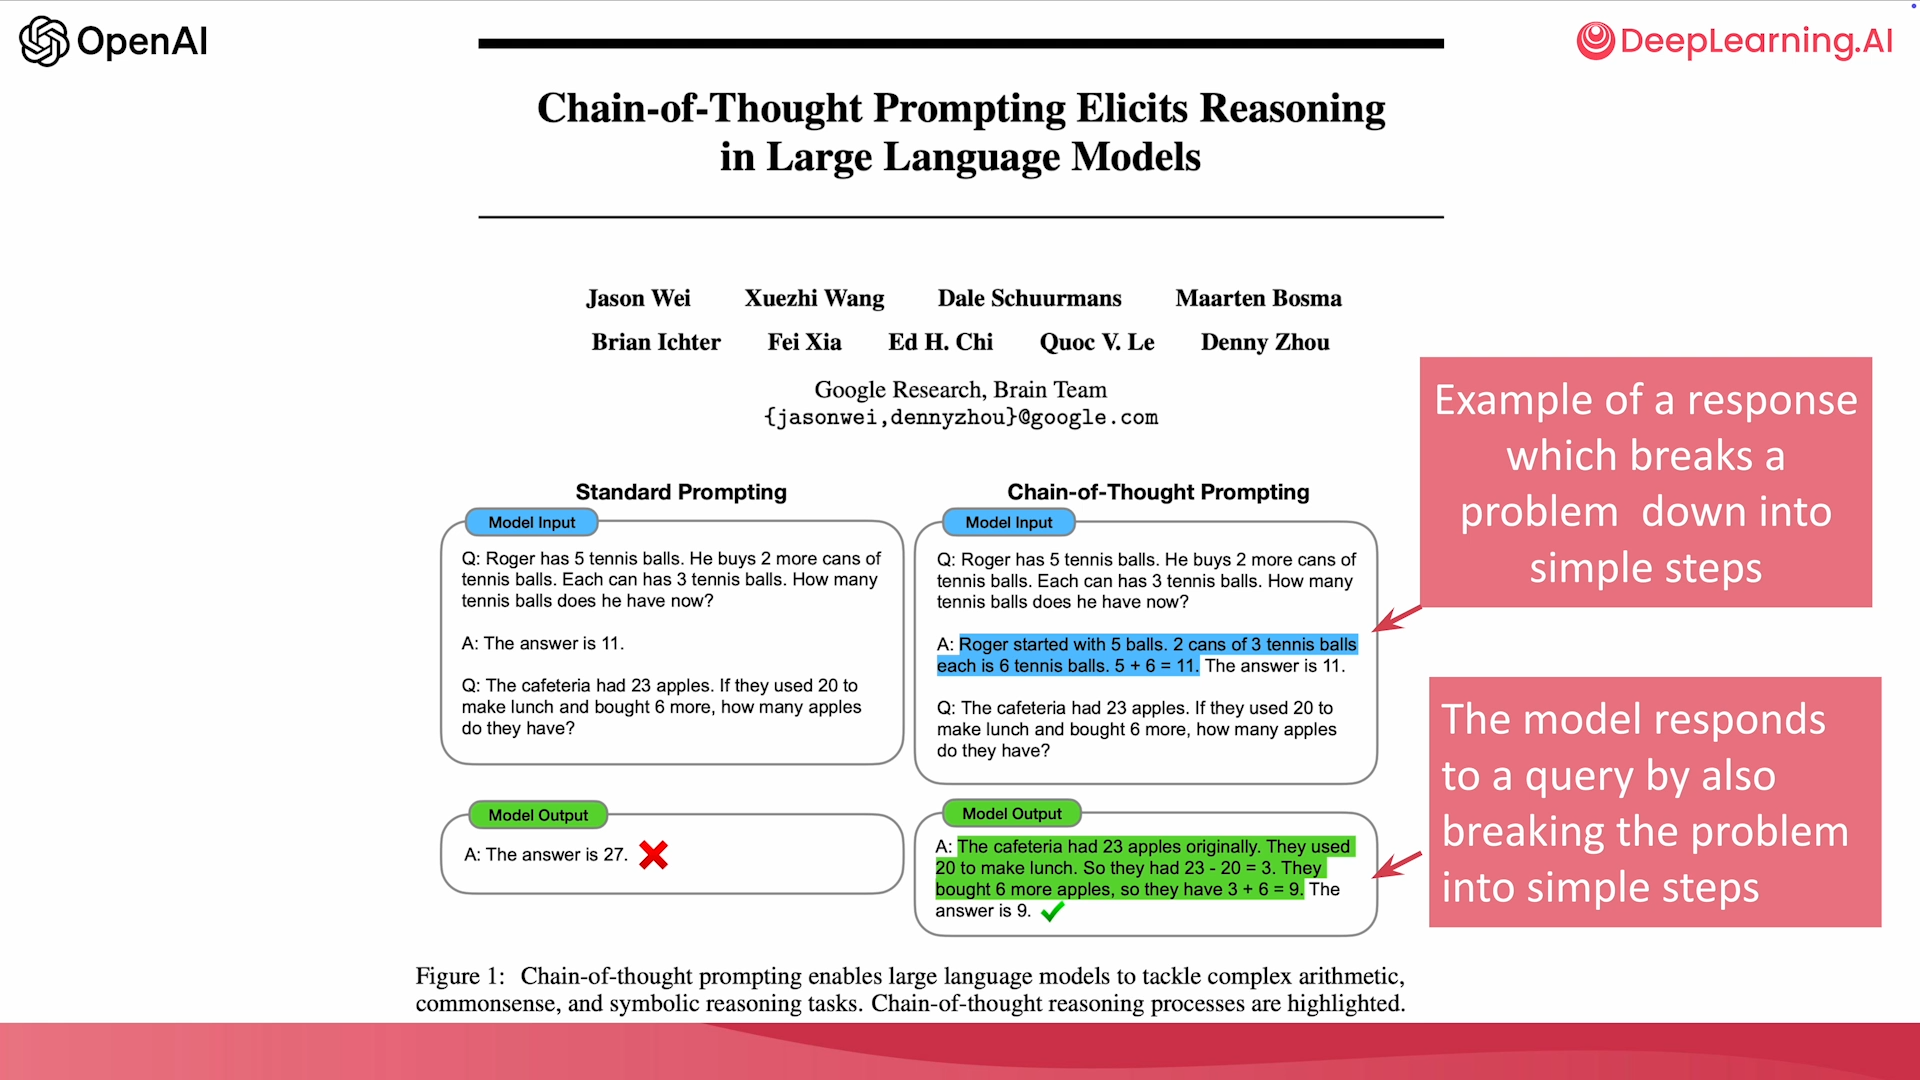 OpenAI
DeepLearning.AI
Chain-of-Thought Prompting Elicits Reasoning
in Large Language Models
Jason Wei Xuezhi Wang Dale Schuurmans Maarten Bosma
Brian Ichter Fei Xia Ed H. Chi Quoc V. Le Denny Zhou
Google Research, Brain Team
{jasonwei,dennyzhou}@google.com
Standard Prompting
Model Input
Q: Roger has 5 tennis balls. He buys 2 more cans of
tennis balls. Each can has 3 tennis balls. How many
tennis balls does he have now?
A: The answer is 11.
Q: The cafeteria had 23 apples. If they used 20 to
make lunch and bought 6 more, how many apples
do they have?
Model Output
A: The answer is 27.
Chain-of-Thought Prompting
Model Input
Q: Roger has 5 tennis balls. He buys 2 more cans of
tennis balls. Each can has 3 tennis balls. How many
tennis balls does he have now?
A: Roger started with 5 balls. 2 cans of 3 tennis balls
each is 6 tennis balls. 5 + 6 = 11. The answer is 11.
Q: The cafeteria had 23 apples. If they used 20 to
make lunch and bought 6 more, how many apples
do they have?
Model Output
A: The cafeteria had 23 apples originally. They used
20 to make lunch. So they had 23 - 20 = 3. They
bought 6 more apples, so they have 3 + 6 = 9. The
answer is 9.
Example of a response
which breaks a
problem down into
simple steps
The model responds
to a query by also
breaking the problem
into simple steps
Figure 1: Chain-of-thought prompting enables large language models to tackle complex arithmetic,
commonsense, and symbolic reasoning tasks. Chain-of-thought reasoning processes are highlighted.